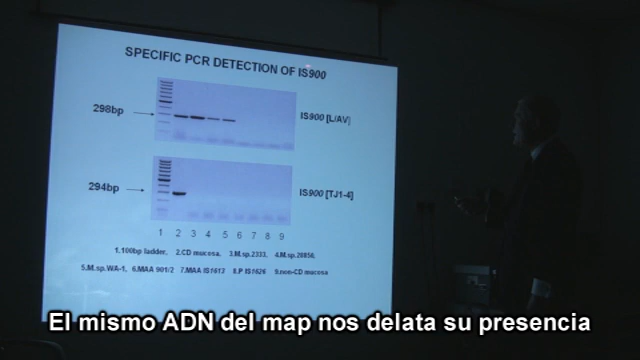 SPECIFIC PCR DETECTION OF IS900
298bp
IS900 [L/AV]
294bp
IS900 [TJ1-4]
1 2 3 4 5 6 7 8 9
1.100bp ladder, 2.CD mucosa, 3.M.sp.2333, 4.M.sp.28850,
5.M.sp.WA-1, 6.MAA 901/2 7.MAA IS1613 8.P IS1626 9.non-CD mucosa
El mismo ADN del map nos delata su presencia